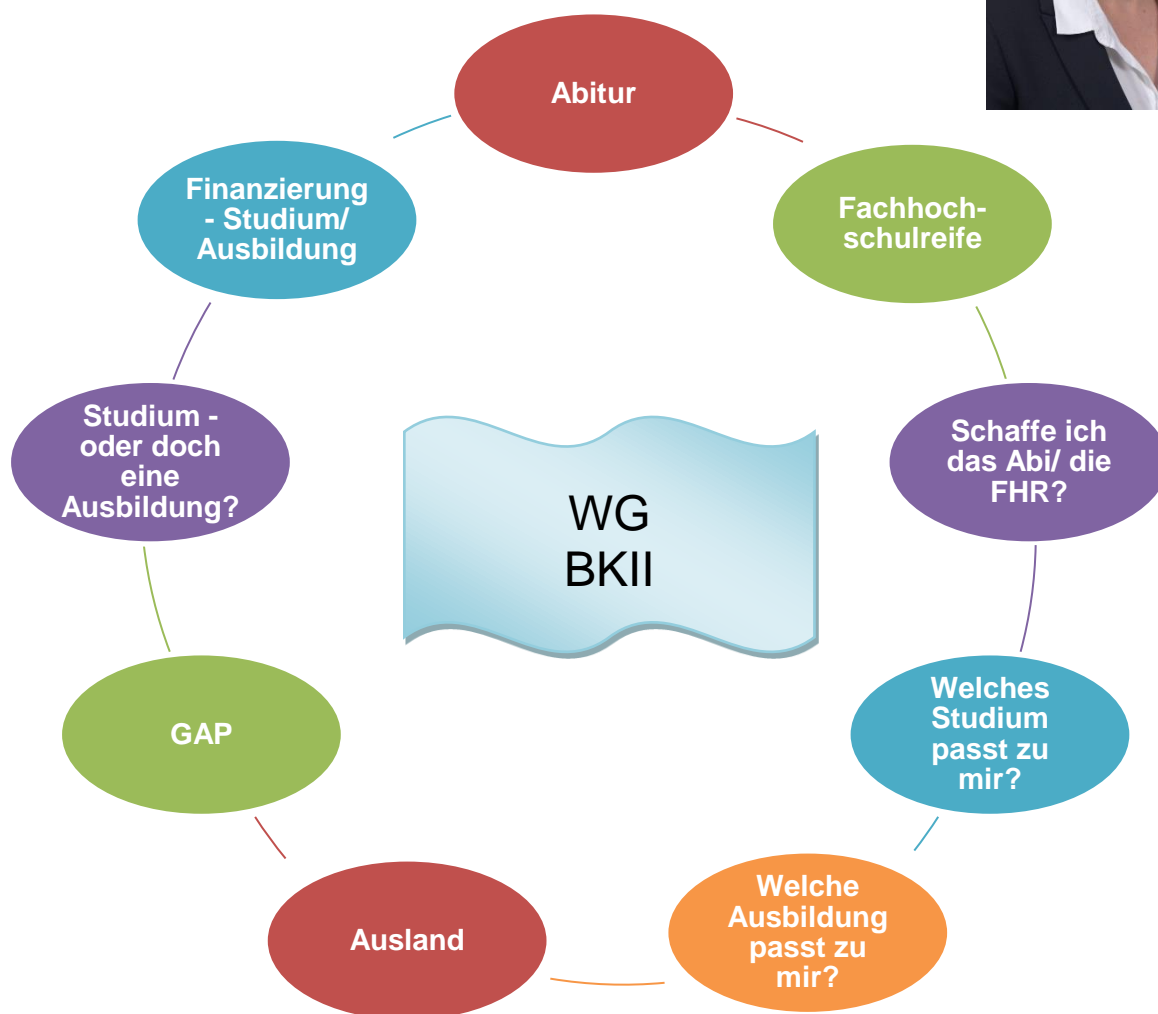 Abitur
Fachhoch-
schulreife
Schaffe ich
das Abi/ die
FHR?
Welches
Studium
passt zu
mir?
Welche
Ausbildung
passt zu
mir?
Ausland
GAP
Studium -
oder doch
eine
Ausbildung?
Finanzierung
- Studium/
Ausbildung
WG
BKII